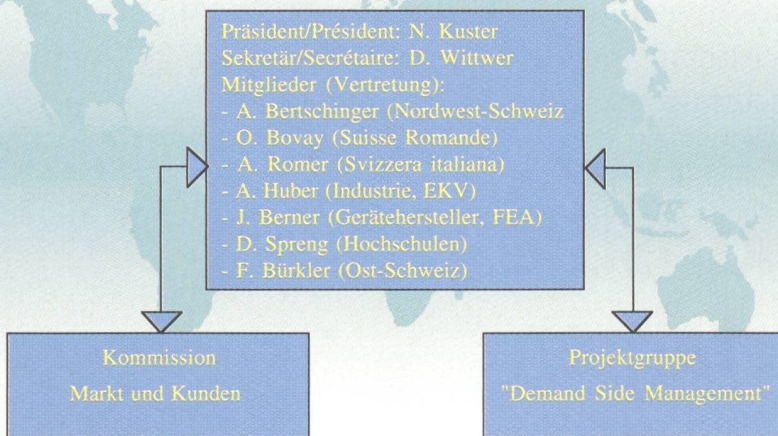 Präsident/Président: N. Kuster
Sekretär/Secrétaire: D. Wittwer
Mitglieder (Vertretung):
- A. Bertschinger (Nordwest-Schweiz
- O. Bovay (Suisse Romande)
- A. Romer (Svizzera italiana)
- A. Huber (Industrie, EKV)
- J. Berner (Gerätehersteller, FEA)
- D. Spreng (Hochschulen)
- F. Bürkler (Ost-Schweiz)
Kommission
Markt und Kunden
Projektgruppe
"Demand Side Management"